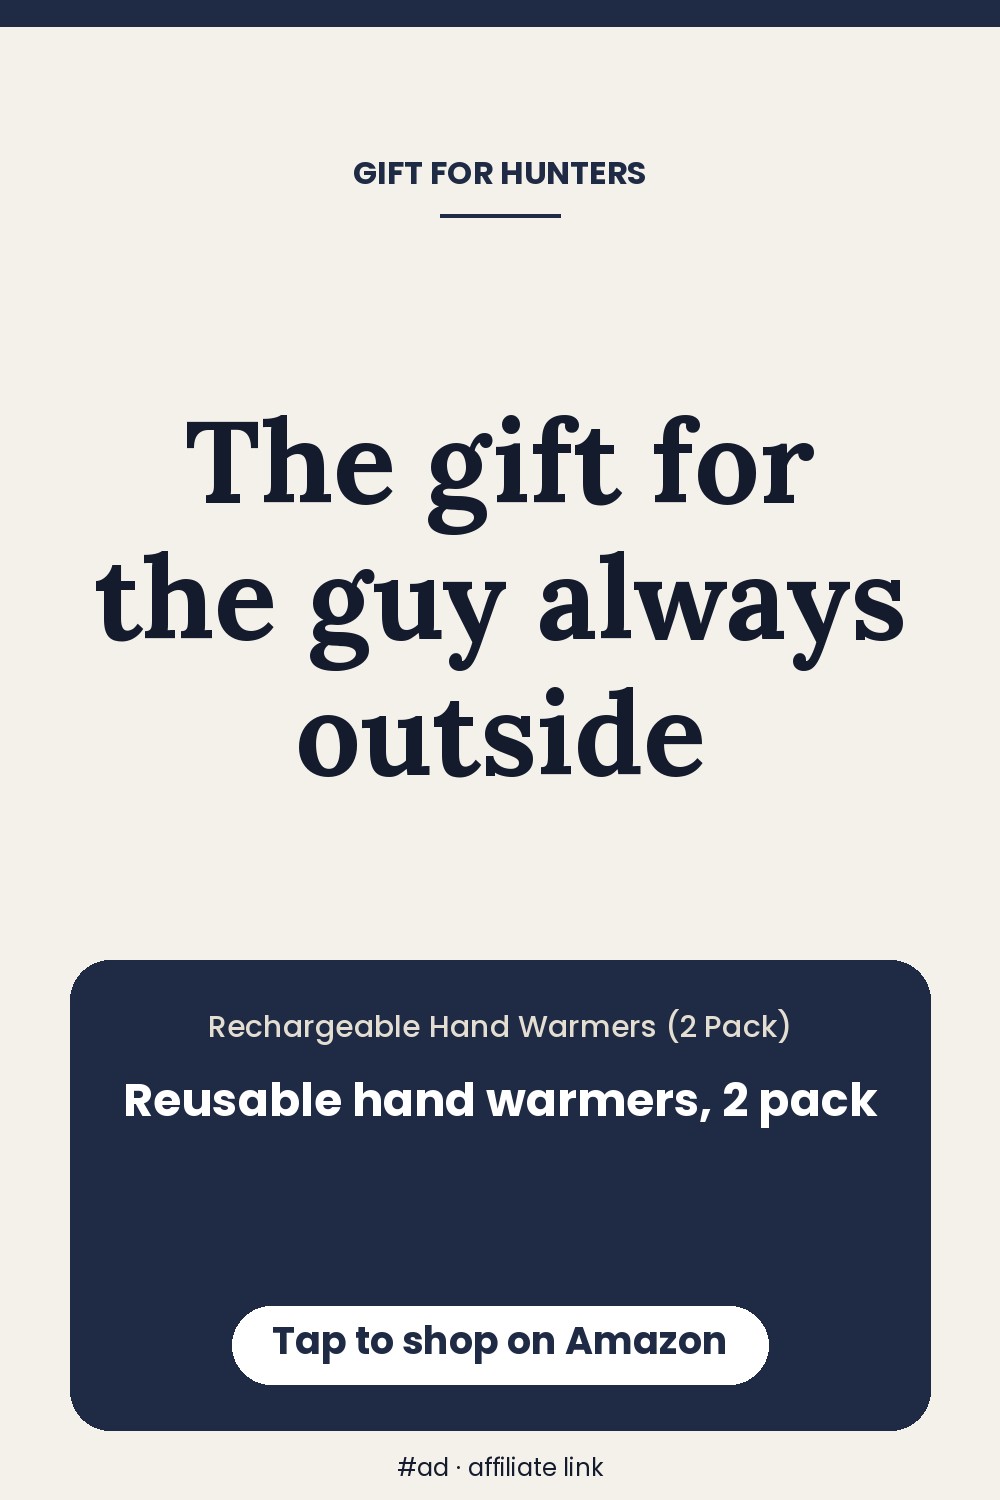 GIFT FOR HUNTERS
The gift for
the guy always
outside
Rechargeable Hand Warmers (2 Pack)
Reusable hand warmers, 2 pack
Tap to shop on Amazon
#ad · affiliate link